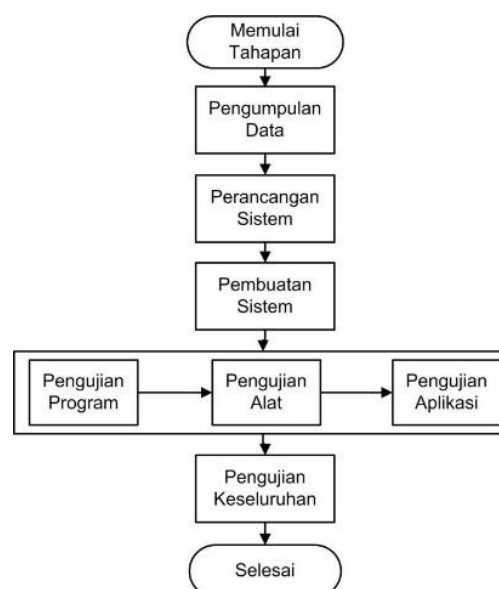 Memulai
Tahapan
Pengumpulan
Data
Perancangan
Sistem
Pembuatan
Sistem
Pengujian
Program
Pengujian
Alat
Pengujian
Aplikasi
Pengujian
Keseluruhan
Selesai